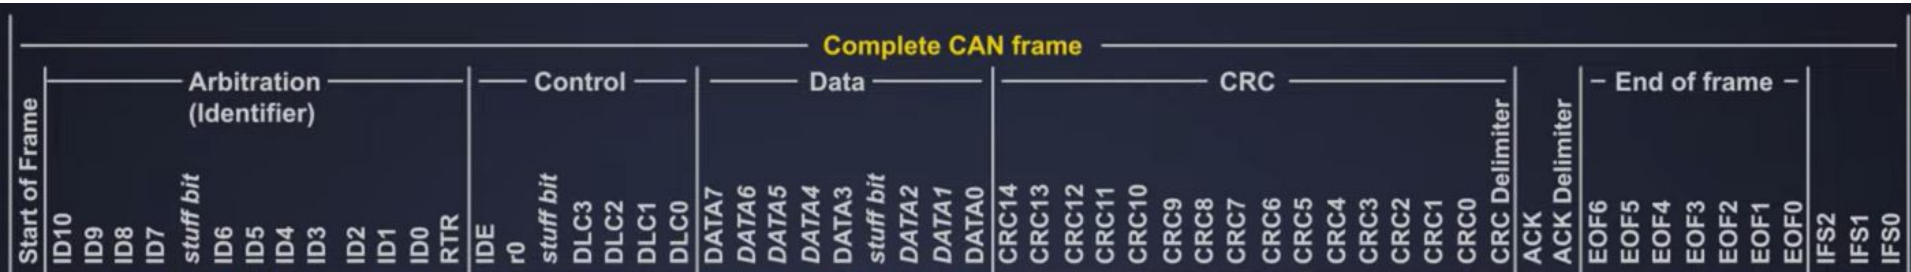 Complete CAN frame
Arbitration
(Identifier)
Control
Data
CRC
End of frame
Start of Frame
ID10
ID9
ID8
ID7
stuff bit
ID6
ID5
ID4
ID3
ID2
ID1
ID0
RTR
IDE
r0
stuff bit
DLC3
DLC2
DLC1
DLC0
DATA7
DATA6
DATA5
DATA4
DATA3
stuff bit
DATA2
DATA1
DATA0
CRC14
CRC13
CRC12
CRC11
CRC10
CRC9
CRC8
CRC7
CRC6
CRC5
CRC4
CRC3
CRC2
CRC1
CRC0
CRC Delimiter
ACK
ACK Delimiter
EOF6
EOF5
EOF4
EOF3
EOF2
EOF1
EOF0
IFS2
IFS1
IFS0